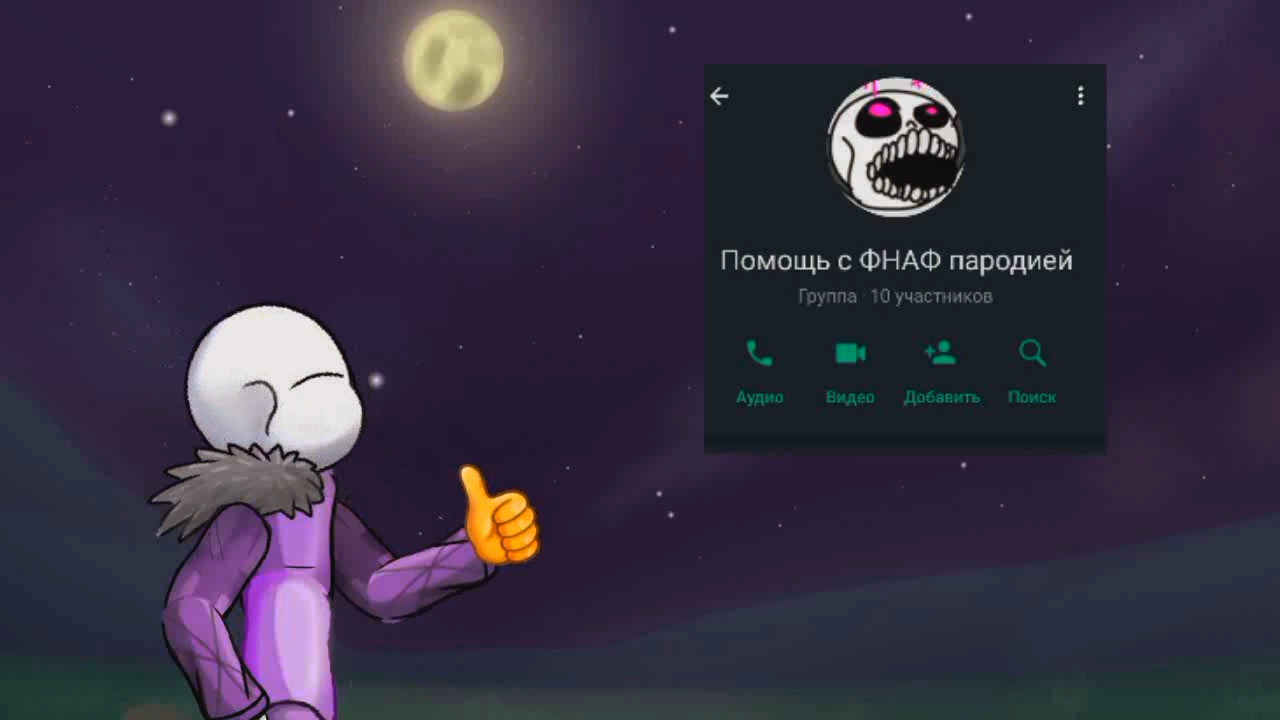 Помощь с ФНАФ пародией
Группа · 10 участников
Аудио Видео Добавить Поиск